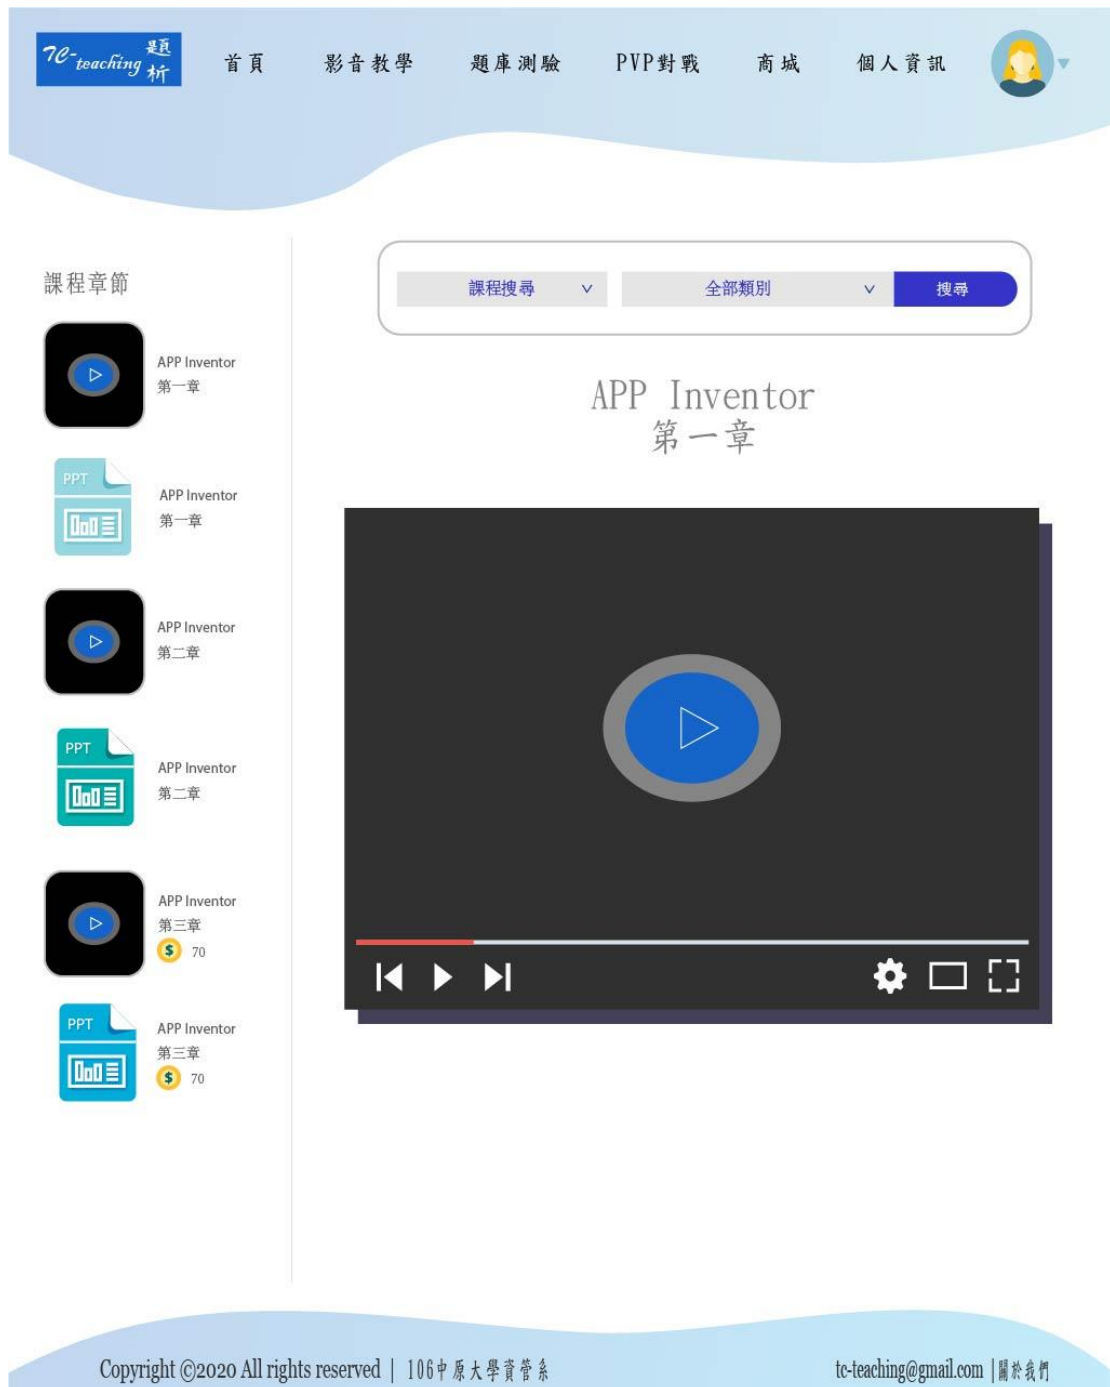 TC-teaching 題析
首頁 影音教學 題庫測驗 PVP對戰 商城 個人資訊
課程搜尋 全部類別 搜尋
課程章節
APP Inventor
第一章
PPT
APP Inventor
第一章
APP Inventor
第二章
PPT
APP Inventor
第二章
APP Inventor
第三章
$ 70
PPT
APP Inventor
第三章
$ 70
APP Inventor
第一章
Copyright ©2020 All rights reserved | 106中原大學資管系
tc-teaching@gmail.com |關於我們